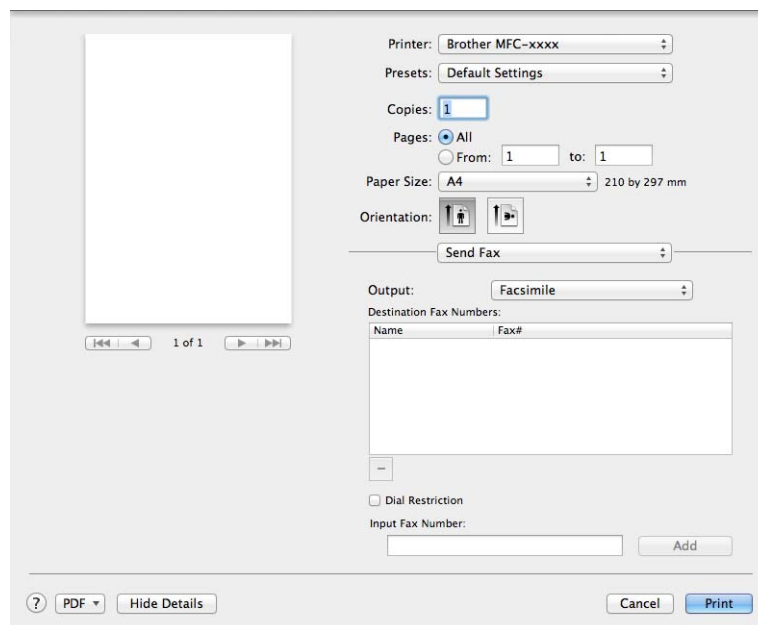 Printer: Brother MFC-xxxx
Presets: Default Settings
Copies: 1
Pages: All
From: 1 to: 1
Paper Size: A4 210 by 297 mm
Orientation:
Send Fax
Output: Facsimile
Destination Fax Numbers:
Name Fax#
1 of 1
Dial Restriction
Input Fax Number:
Add
? PDF Hide Details Cancel Print